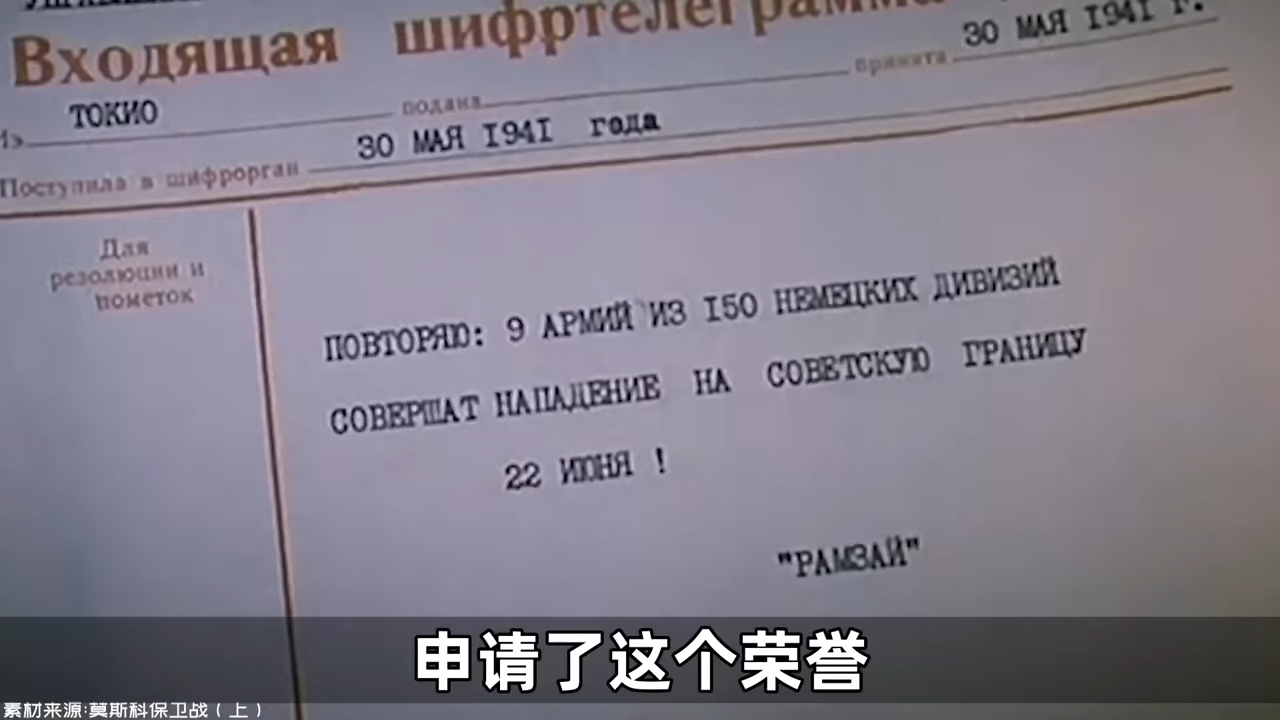 Входящая шифртелеграмма
30 МАЯ 1941 г.
принята
Из ТОКИО подана
30 МАЯ 1941 года
Поступила в шифрорган
Для
резолюции и
пометок
ПОВТОРЯЮ: 9 АРМИЙ ИЗ 150 НЕМЕЦКИХ ДИВИЗИЙ
СОВЕРШАТ НАПАДЕНИЕ НА СОВЕТСКУЮ ГРАНИЦУ
22 ИЮНЯ !
"РАМЗАЙ"
申请了这个荣誉
素材来源:莫斯科保卫战（上）